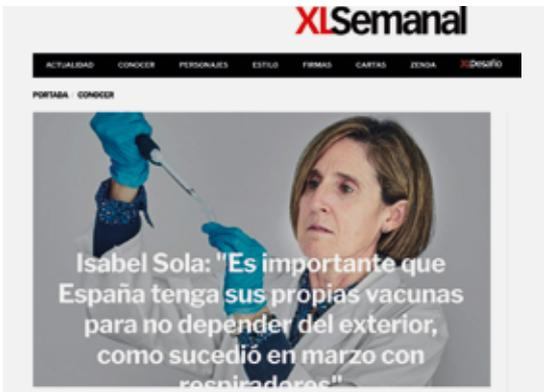 XLSemanal
ACTUALIDAD CONOCER PERSONAJES ESTILO FIRMAS CARTAS ZENDA XLDesafío
PORTADA CONOCER
Isabel Sola: "Es importante que
España tenga sus propias vacunas
para no depender del exterior,
como sucedió en marzo con
respiradores"